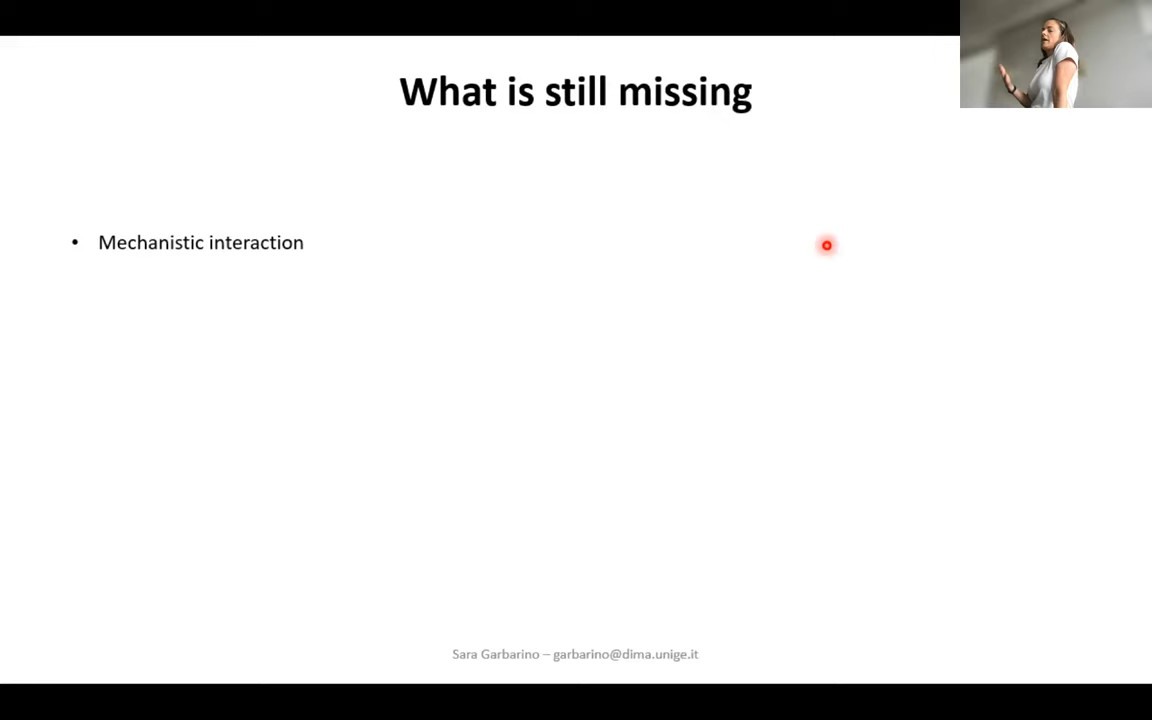 What is still missing
• Mechanistic interaction
Sara Garbarino – garbarino@dima.unige.it